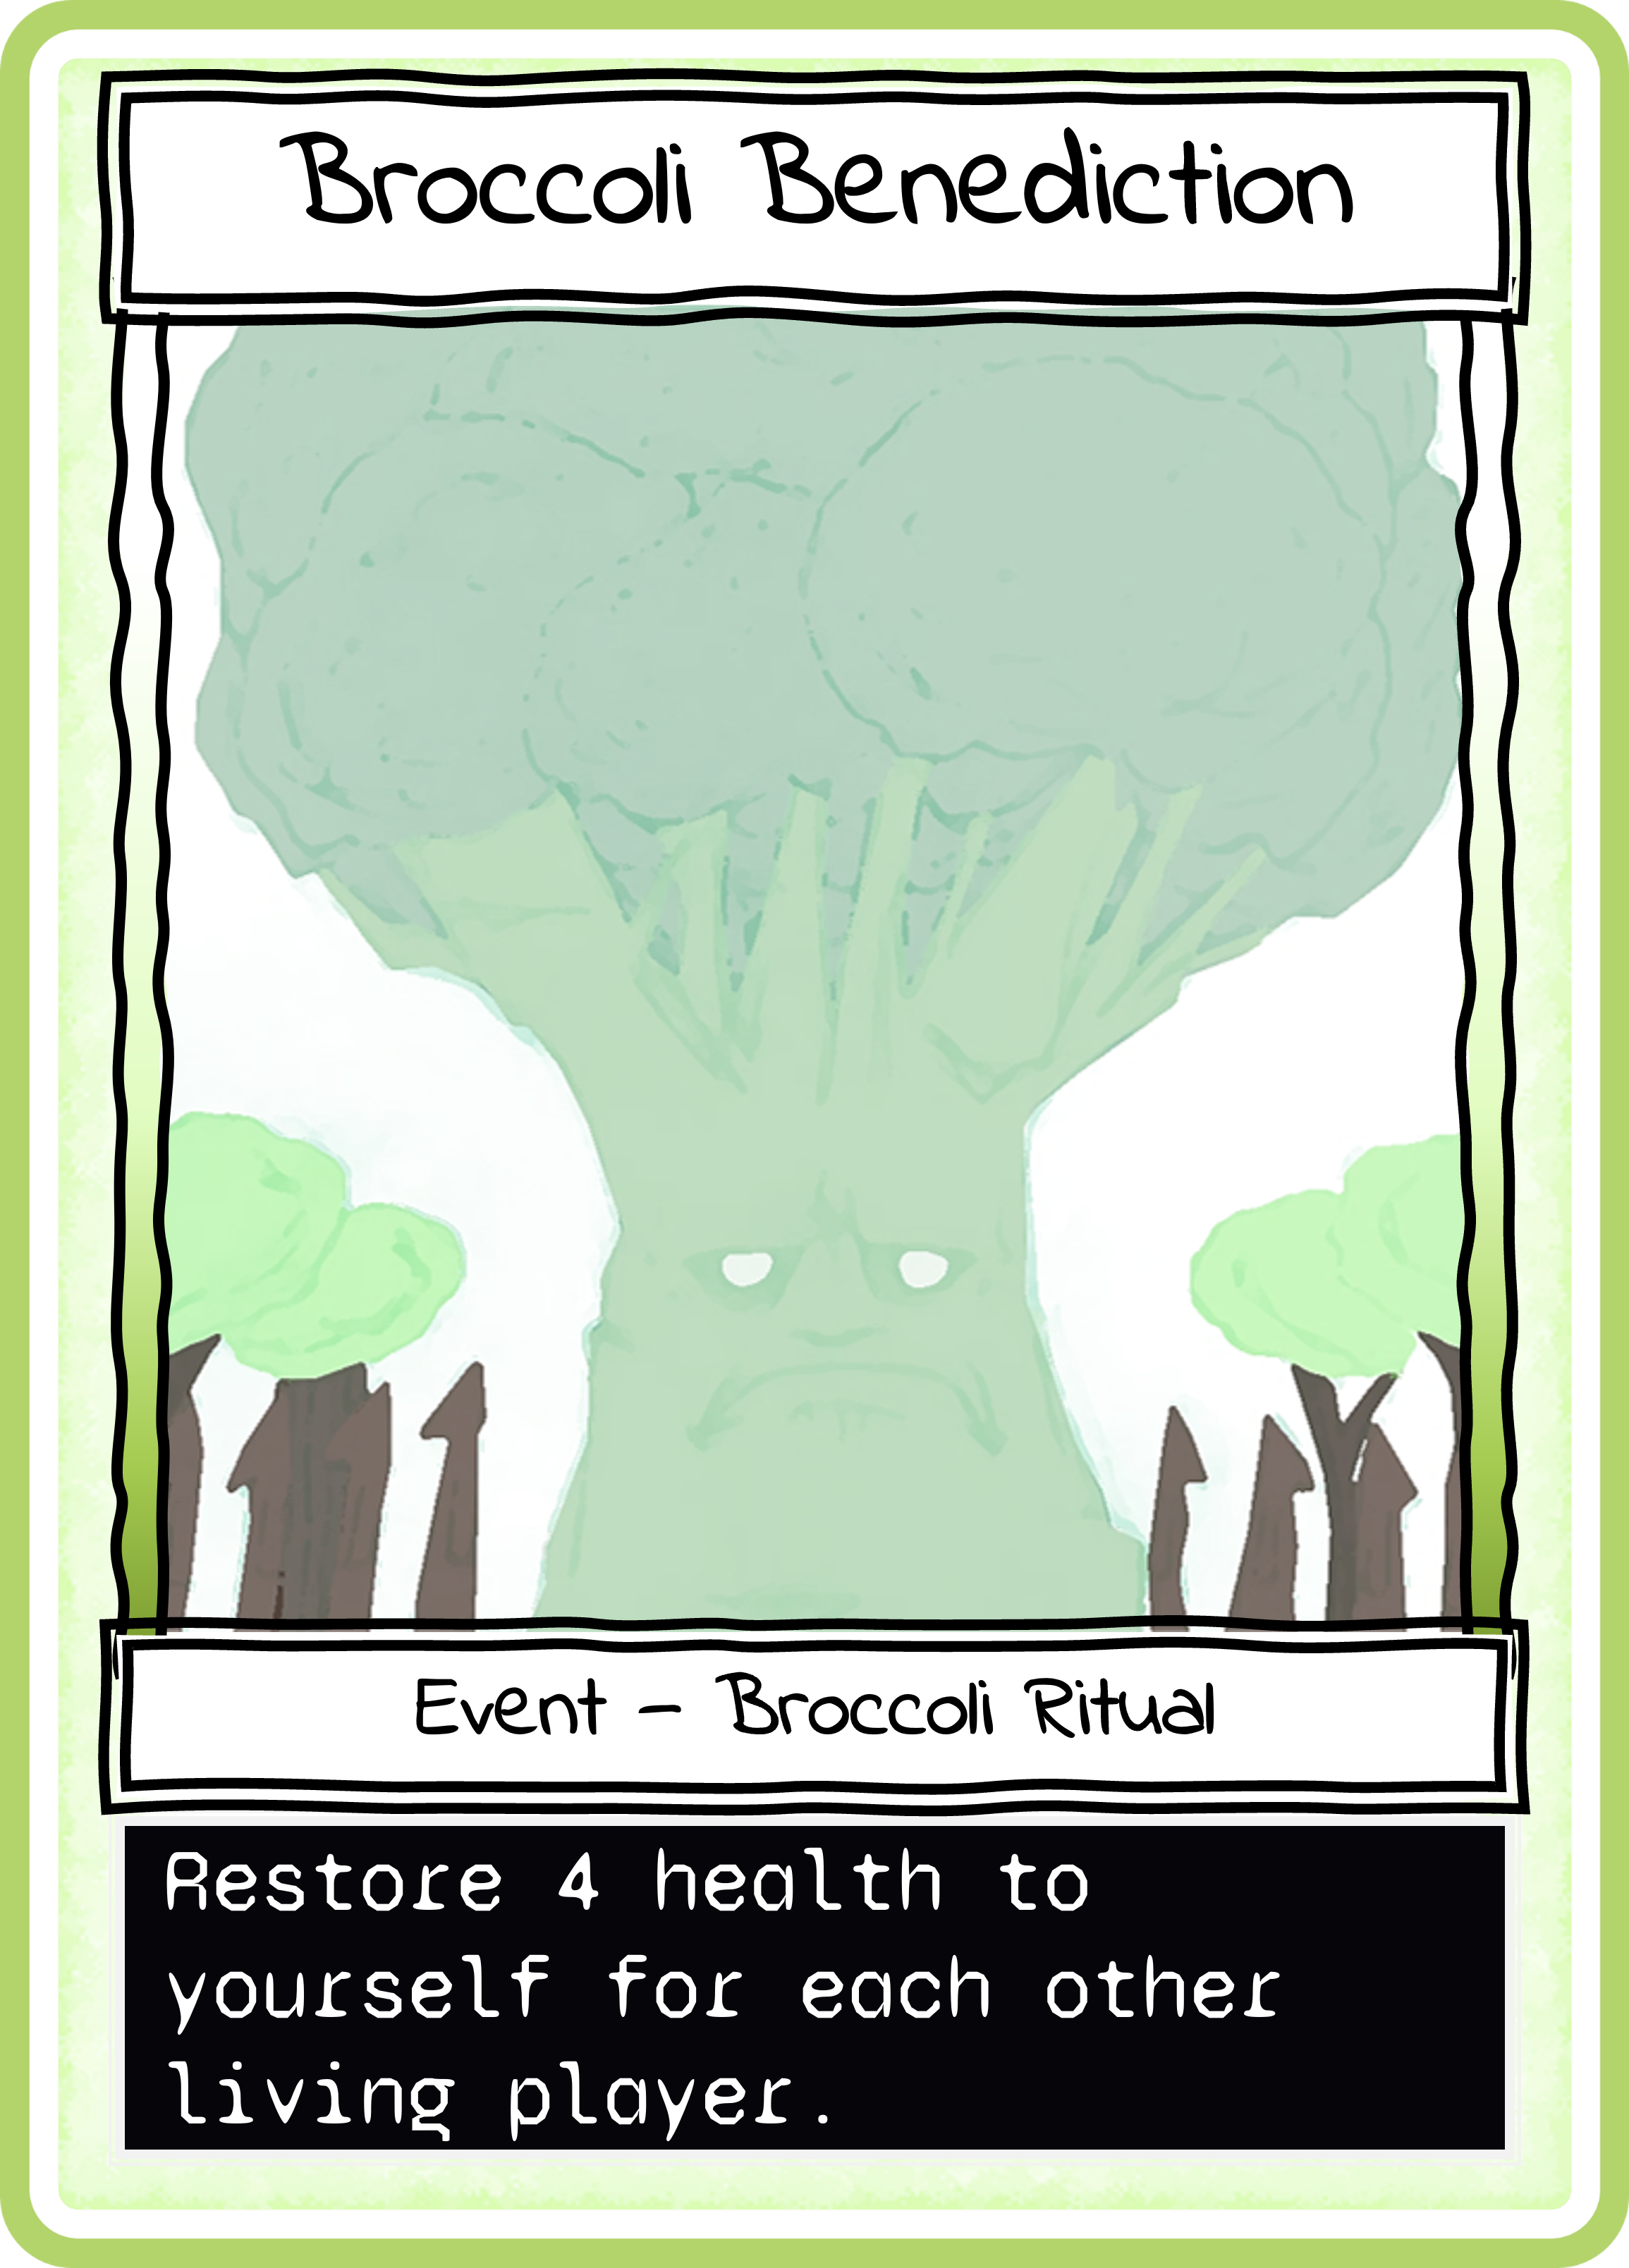 Broccoli Benediction
Event - Broccoli Ritual
Restore 4 health to
yourself for each other
living player.